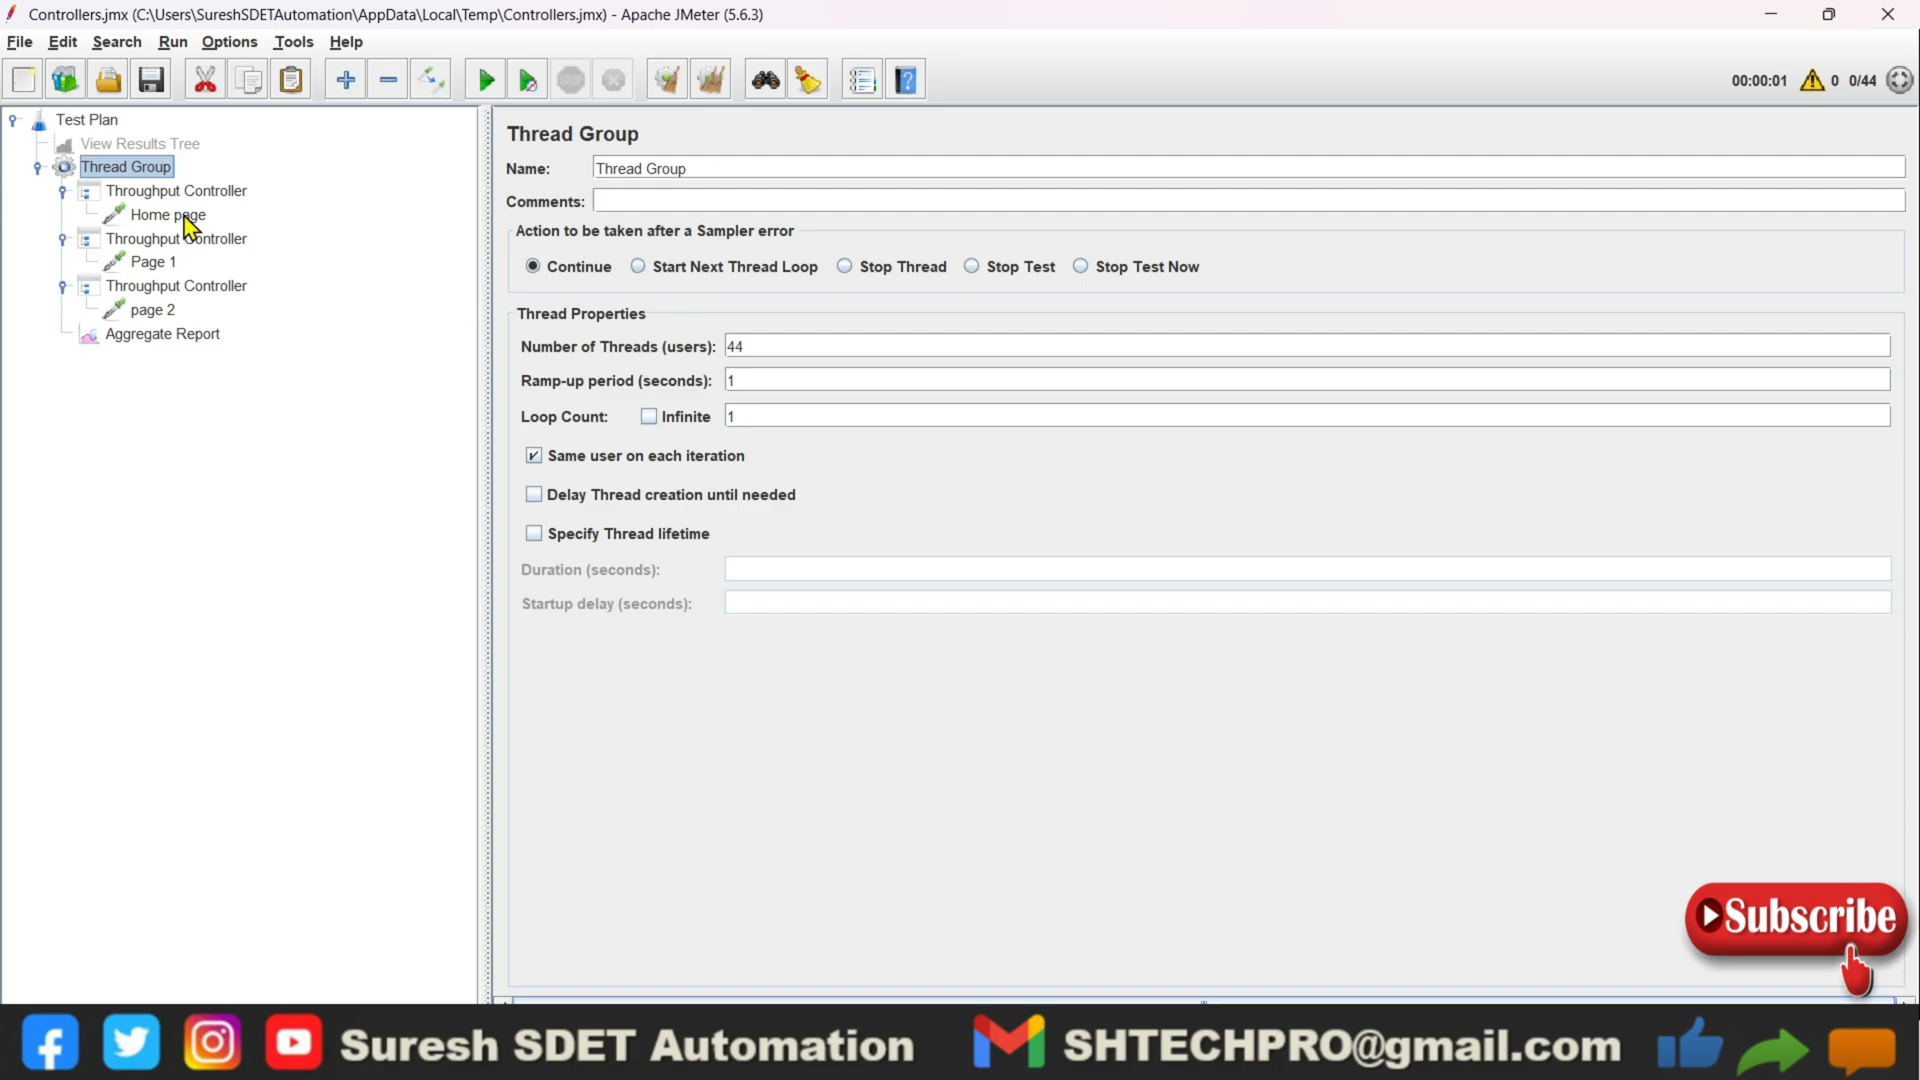 Controllers.jmx (C:\Users\SureshSDETAutomation\AppData\Local\Temp\Controllers.jmx) - Apache JMeter (5.6.3)
File Edit Search Run Options Tools Help
STOP
00:00:01 0 0/44
Test Plan
View Results Tree
Thread Group
Throughput Controller
Home page
Throughput Controller
Page 1
Throughput Controller
page 2
Aggregate Report
Thread Group
Name: Thread Group
Comments:
Action to be taken after a Sampler error
Continue Start Next Thread Loop Stop Thread Stop Test Stop Test Now
Thread Properties
Number of Threads (users): 44
Ramp-up period (seconds): 1
Loop Count: Infinite 1
Same user on each iteration
Delay Thread creation until needed
Specify Thread lifetime
Duration (seconds):
Startup delay (seconds):
Subscribe
Suresh SDET Automation SHTECHPRO@gmail.com